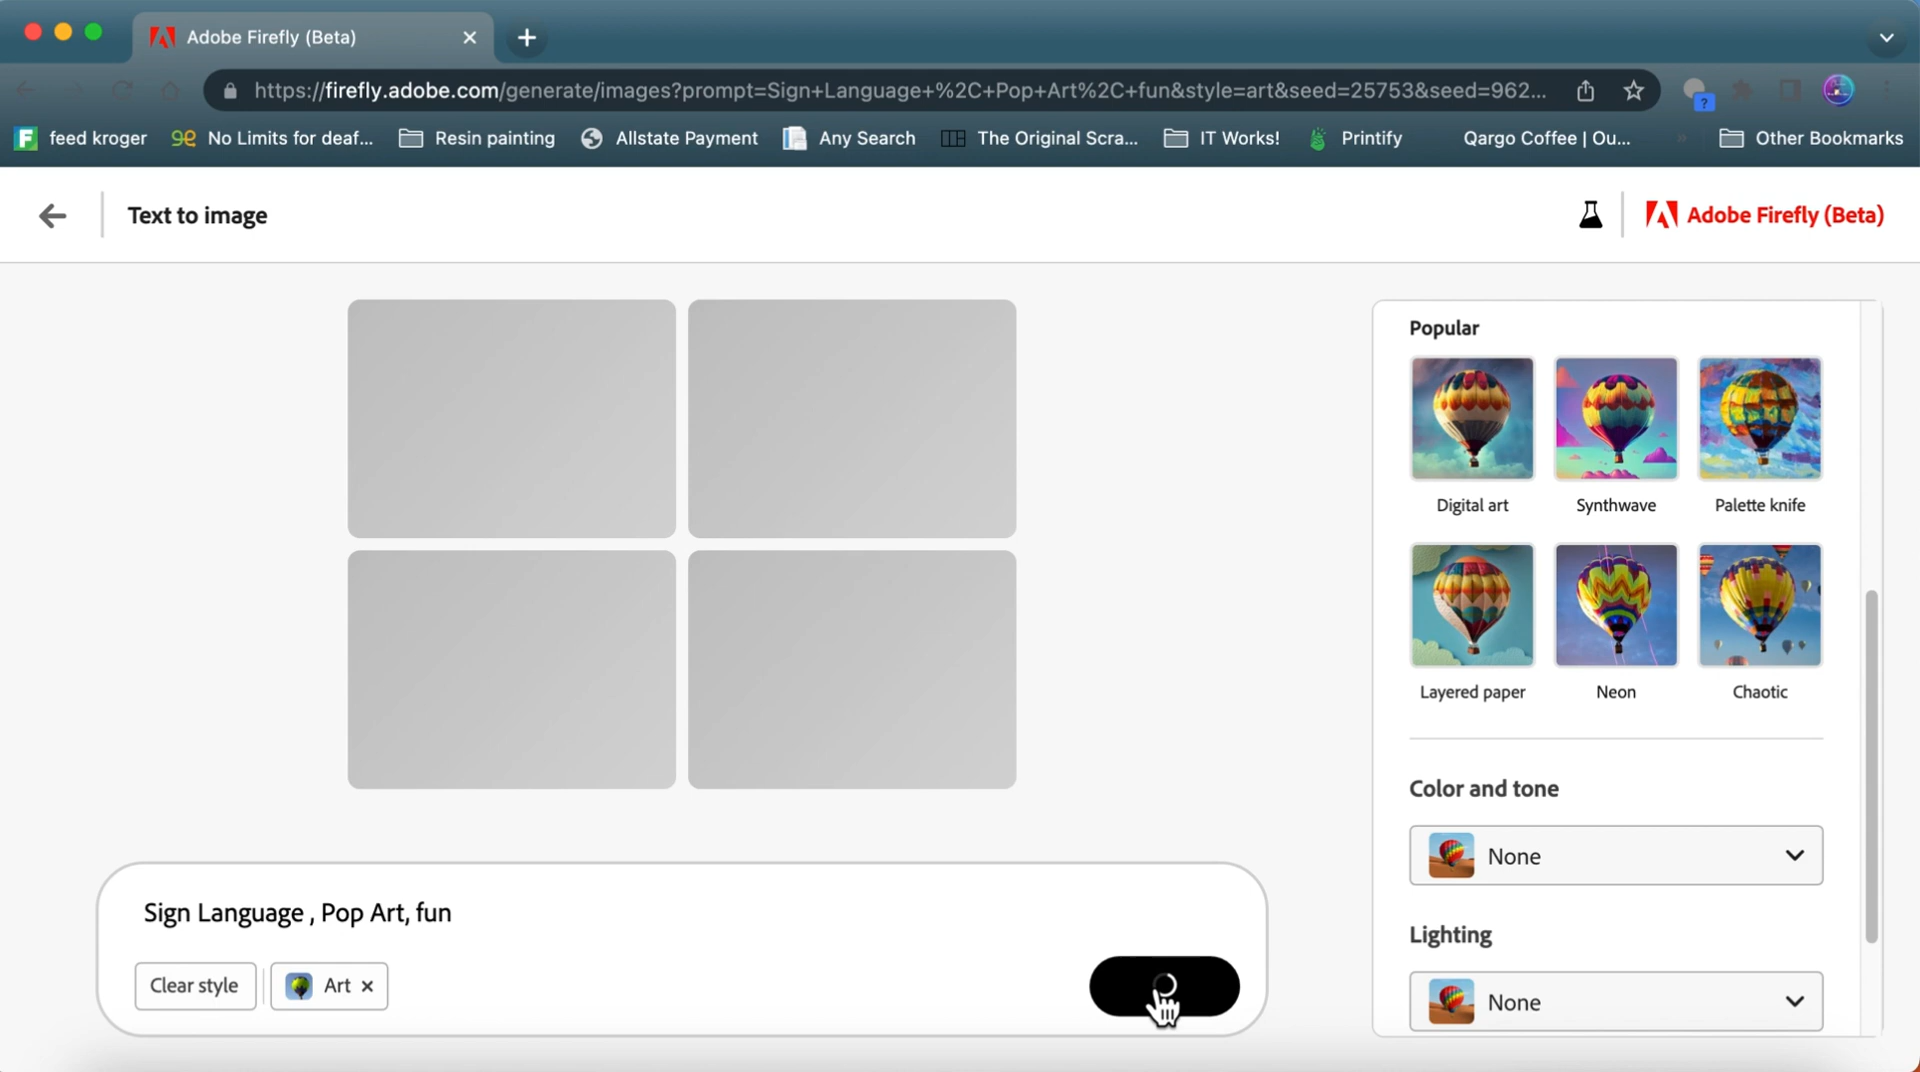 Adobe Firefly (Beta)
https://firefly.adobe.com/generate/images?prompt=Sign+Language+%2C+Pop+Art%2C+fun&style=art&seed=25753&seed=962...
?
feed kroger
No Limits for deaf...
Resin painting
Allstate Payment
Any Search
The Original Scra...
IT Works!
Printify
Qargo Coffee | Ou...
»
Other Bookmarks
Text to image
Adobe Firefly (Beta)
Popular
Digital art
Synthwave
Palette knife
Layered paper
Neon
Chaotic
Color and tone
None
Sign Language , Pop Art, fun
Lighting
Clear style
Art
None